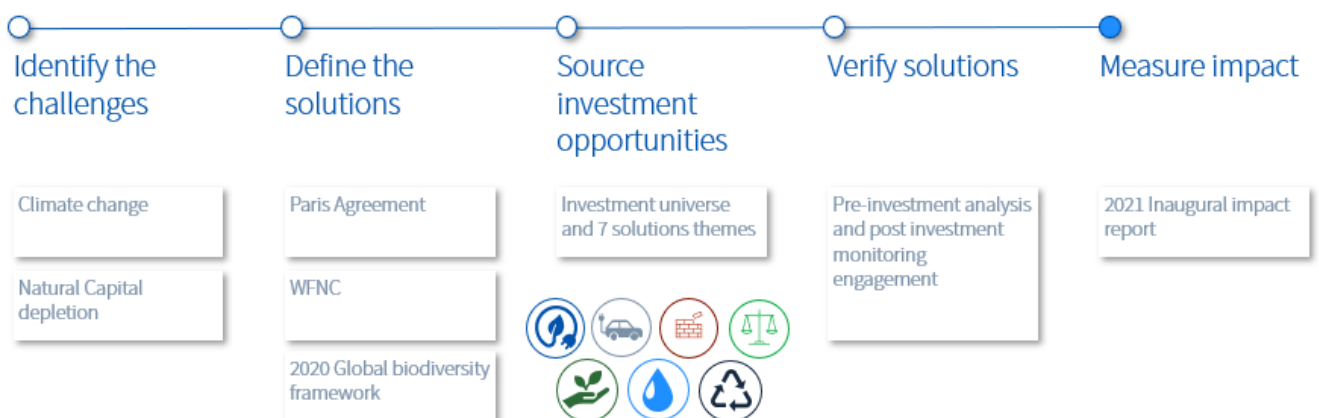 Identify the
challenges
Define the
solutions
Source
investment
opportunities
Verify solutions
Measure impact
Climate change
Natural Capital
depletion
Paris Agreement
WFNC
2020 Global biodiversity
framework
Investment universe
and 7 solutions themes
Pre-investment analysis
and post investment
monitoring
engagement
2021 Inaugural impact
report